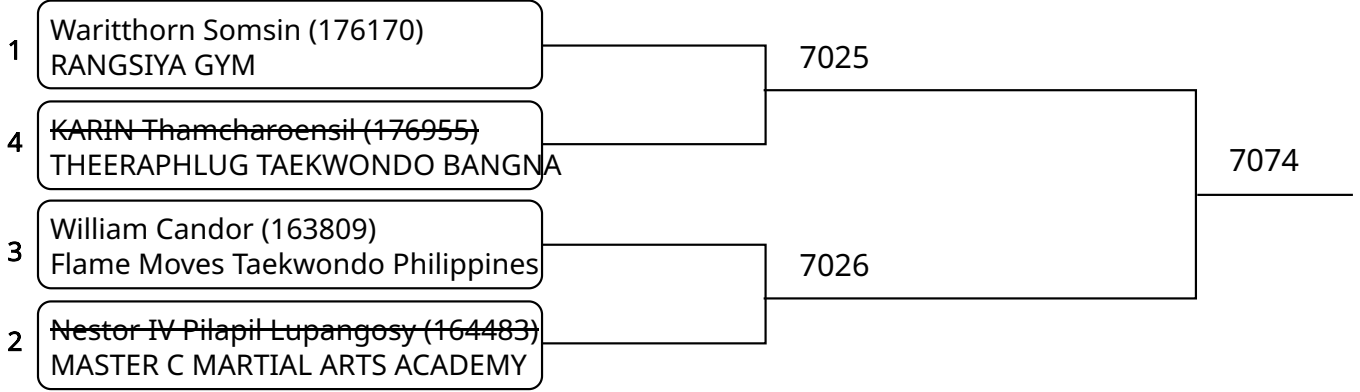 1
Waritthorn Somsin (176170)
RANGSIYA GYM
7025
4
KARIN Thamcharoensil (176955)
THEERAPHLUG TAEKWONDO BANGNA
7074
3
William Candor (163809)
Flame Moves Taekwondo Philippines
7026
2
Nestor IV Pilapil Lupangosy (164483)
MASTER C MARTIAL ARTS ACADEMY